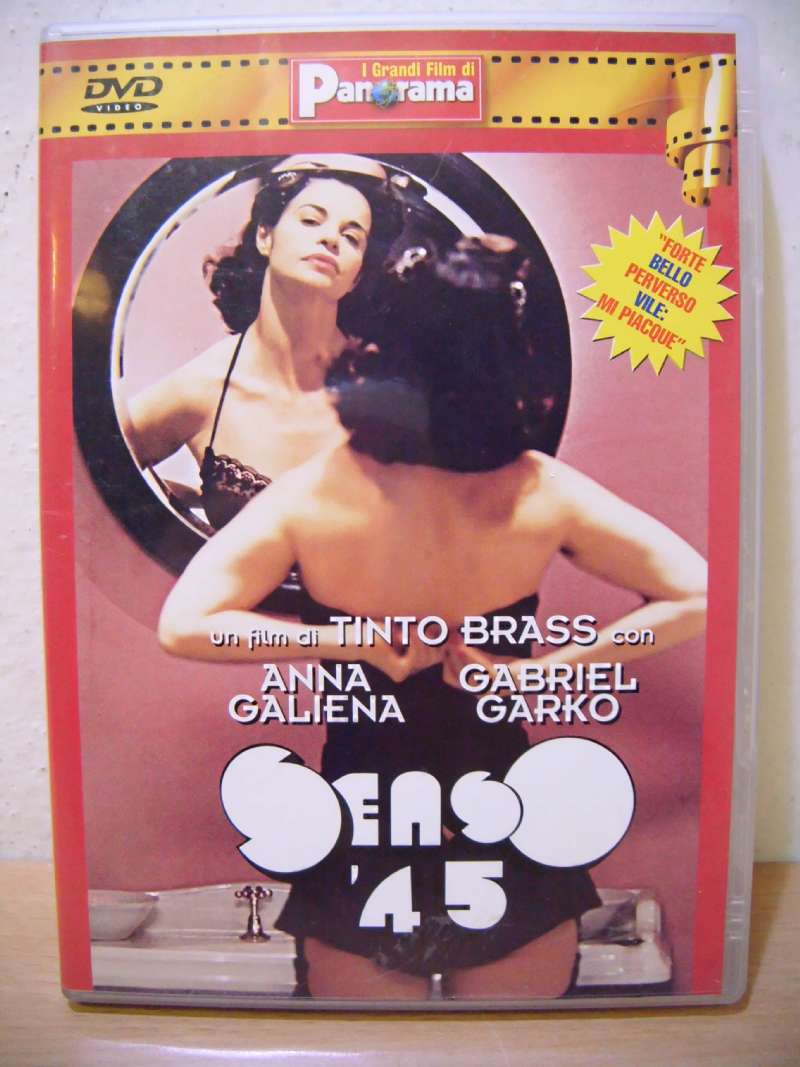 DVD
VIDEO
I Grandi Film di
Panorama
"FORTE
BELLO
PERVERSO
VILE:
MI PIACQUE"
un film di TINTO BRASS con
ANNA
GALIENA
GABRIEL
GARKO
SENSO
'45